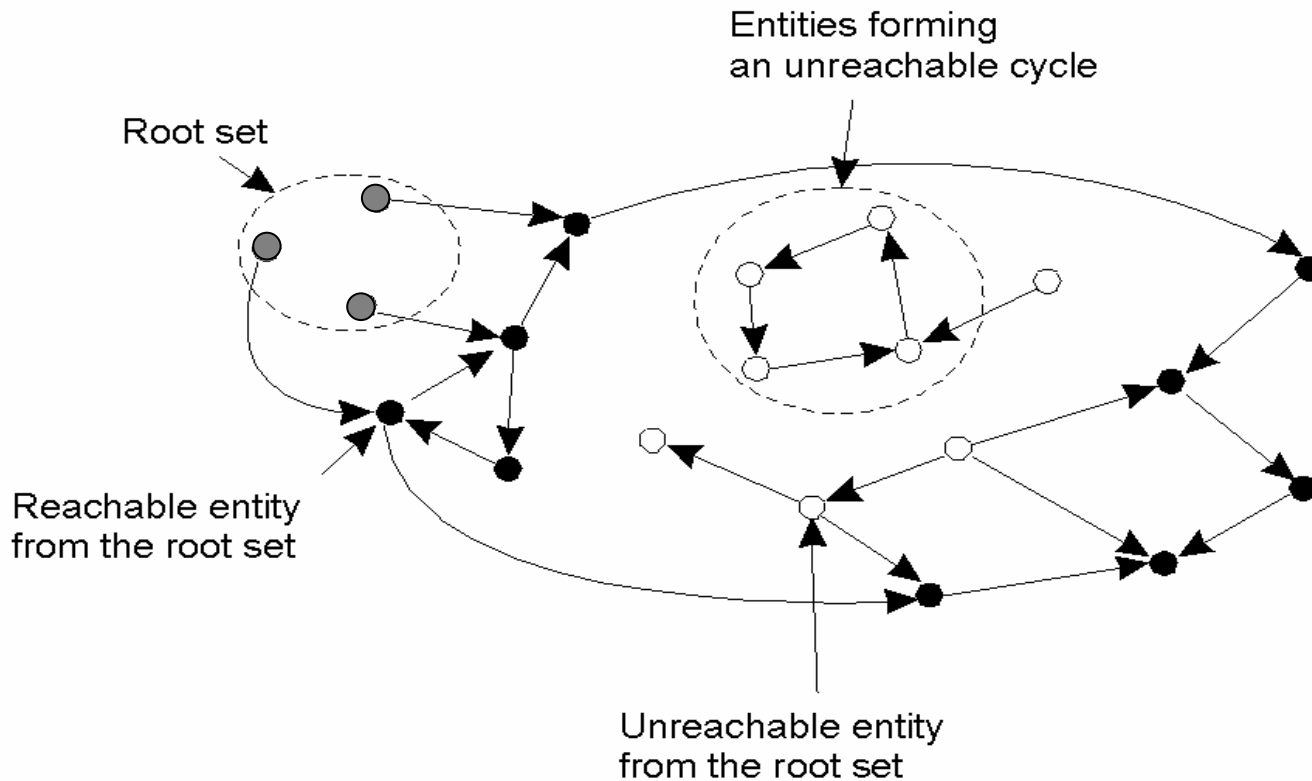 Entities forming
an unreachable cycle
Root set
Reachable entity
from the root set
Unreachable entity
from the root set